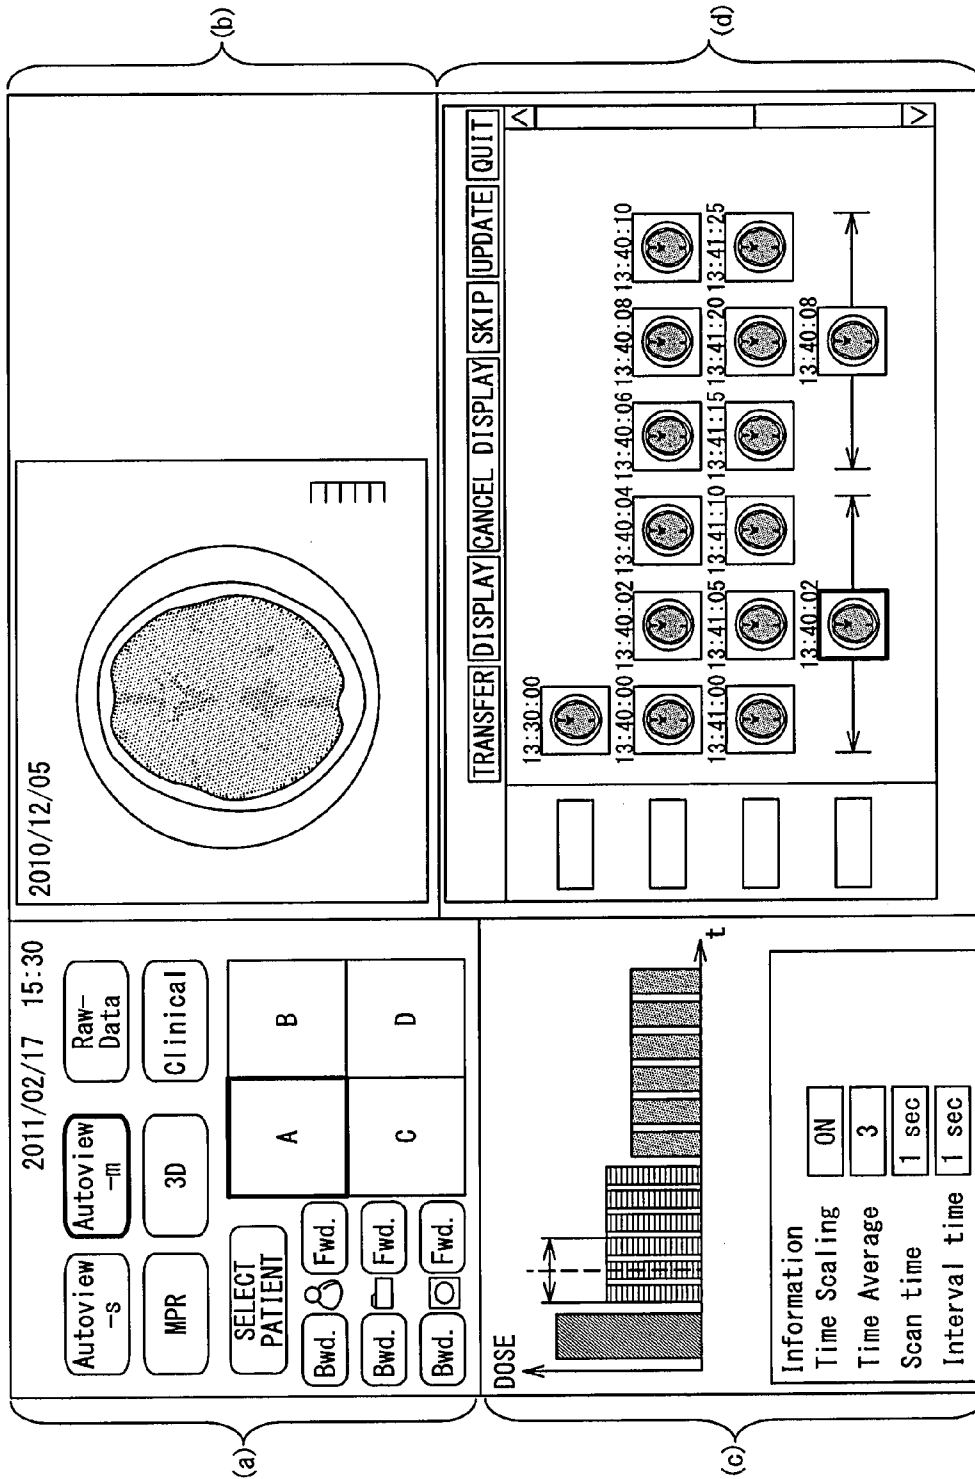 (a)
2011/02/17 15:30
Autoview
-s
Autoview
-m
Raw-
Data
MPR
3D
Clinical
SELECT
PATIENT
Bwd.
Fwd.
Bwd.
Fwd.
Bwd.
Fwd.
A
B
C
D
(b)
2010/12/05
(c)
DOSE
t
Information
Time Scaling
ON
Time Average
3
Scan time
1 sec
Interval time
1 sec
(d)
TRANSFER DISPLAY CANCEL DISPLAY SKIP UPDATE QUIT
13:30:00
13:40:00 13:40:02 13:40:04 13:40:06 13:40:08 13:40:10
13:41:00 13:41:05 13:41:10 13:41:15 13:41:20 13:41:25
13:40:02 13:40:08